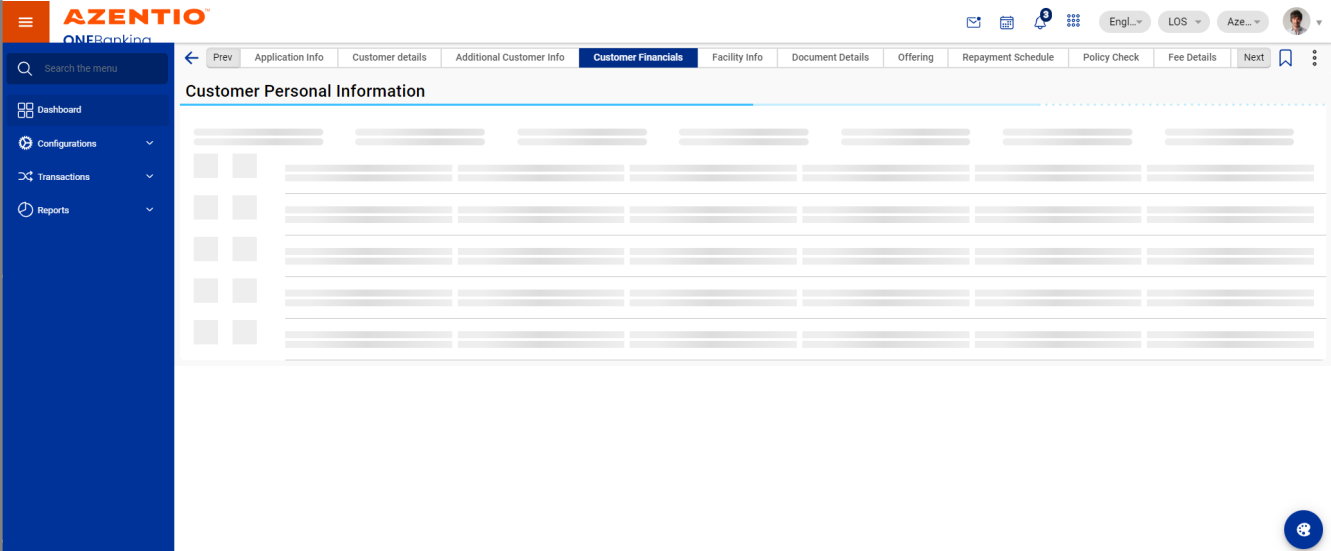 AZENTIO™
ONEBanking
3
Engl...
LOS
Aze...
Search the menu
Dashboard
Configurations
Transactions
Reports
Prev
Application Info
Customer details
Additional Customer Info
Customer Financials
Facility Info
Document Details
Offering
Repayment Schedule
Policy Check
Fee Details
Next
Customer Personal Information